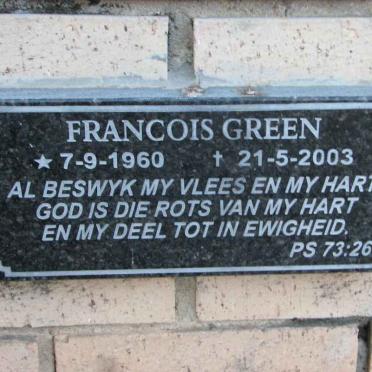 FRANCOIS GREEN
★ 7-9-1960 † 21-5-2003
AL BESWYK MY VLEES EN MY HART
GOD IS DIE ROTS VAN MY HART
EN MY DEEL TOT IN EWIGHEID.
PS 73:26